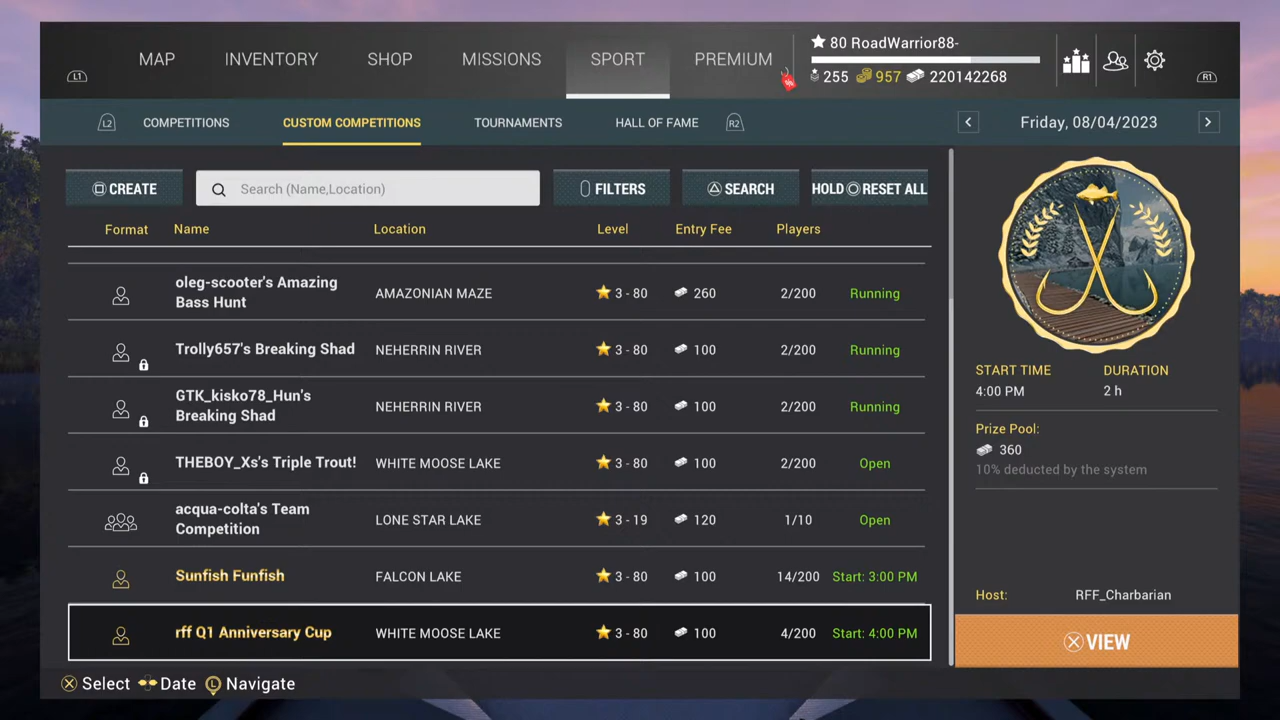 L1
MAP
INVENTORY
SHOP
MISSIONS
SPORT
PREMIUM
%
80 RoadWarrior88-
255 957 220142268
R1
L2
COMPETITIONS
CUSTOM COMPETITIONS
TOURNAMENTS
HALL OF FAME
R2
< Friday, 08/04/2023 >
CREATE
Search (Name,Location)
FILTERS
SEARCH
HOLD RESET ALL
Format Name Location Level Entry Fee Players
oleg-scooter's Amazing
Bass Hunt
AMAZONIAN MAZE 3 - 80 260 2/200 Running
Trolly657's Breaking Shad NEHERRIN RIVER 3 - 80 100 2/200 Running
GTK_kisko78_Hun's
Breaking Shad
NEHERRIN RIVER 3 - 80 100 2/200 Running
THEBOY_Xs's Triple Trout! WHITE MOOSE LAKE 3 - 80 100 2/200 Open
acqua-colta's Team
Competition
LONE STAR LAKE 3 - 19 120 1/10 Open
Sunfish Funfish FALCON LAKE 3 - 80 100 14/200 Start: 3:00 PM
rff Q1 Anniversary Cup WHITE MOOSE LAKE 3 - 80 100 4/200 Start: 4:00 PM
START TIME DURATION
4:00 PM 2 h
Prize Pool:
360
10% deducted by the system
Host: RFF_Charbarian
VIEW
Select Date L Navigate